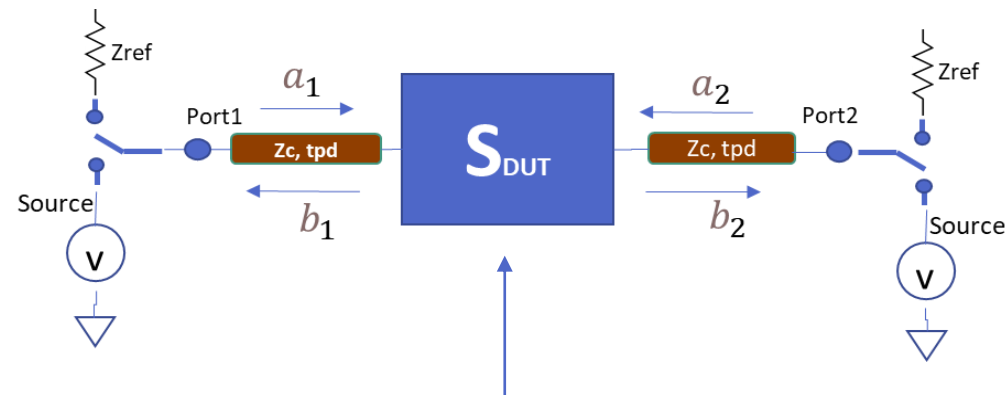 Zref
Zref
a1
a2
Port1
Port2
Zc, tpd
SDUT
Zc, tpd
Source
b1
b2
Source
V
V